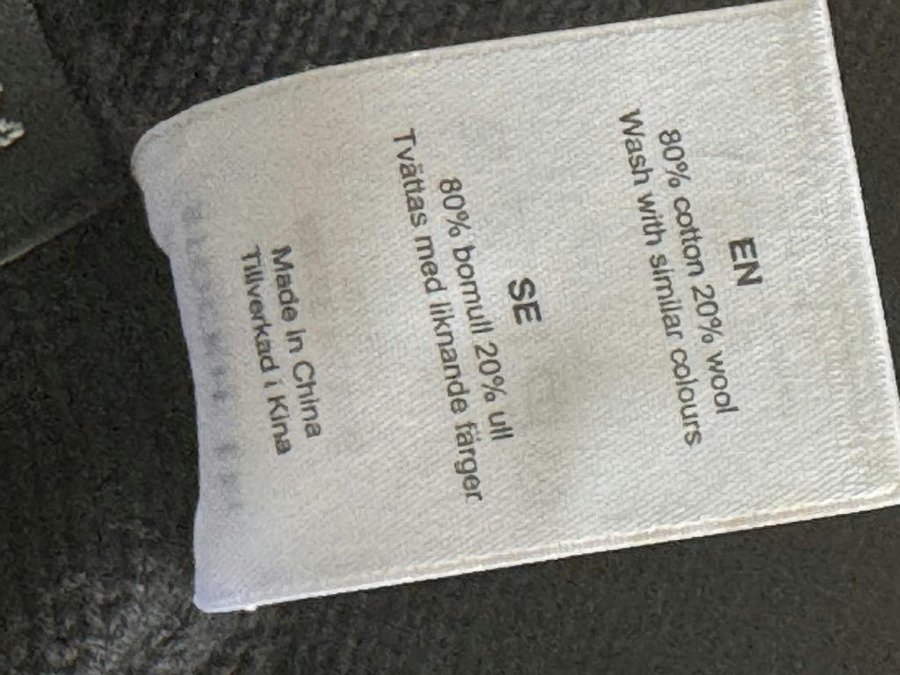 EN
80% cotton 20% wool
Wash with similar colours
SE
80% bomull 20% ull
Tvättas med liknande färger
Made in China
Tillverkad i Kina